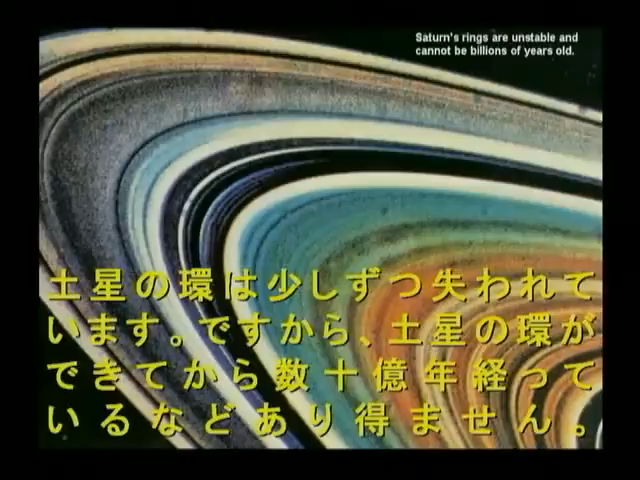 Saturn's rings are unstable and
cannot be billions of years old.
土星の環は少しずつ失われて
います。ですから、土星の環が
できてから数十億年経って
いるなどあり得ません。